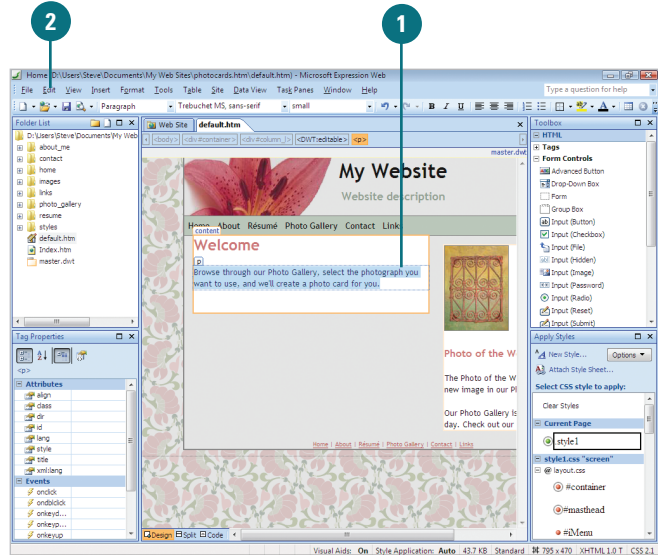 2
1
Home (D:\Users\Steve\Documents\My Web Sites\photocards.htm\default.htm) - Microsoft Expression Web
File Edit View Insert Format Tools Table Site Data View Task Panes Window Help
Type a question for help
Paragraph Trebuchet MS, sans-serif small B I U
Folder List
D:\Users\Steve\Documents\My Web
about_me
contact
home
images
links
photo_gallery
resume
styles
default.htm
Index.htm
master.dwt
Tag Properties
<p>
Attributes
align
class
dir
id
lang
style
title
xml:lang
Events
onclick
ondblclick
onkeyd...
onkeyp...
onkeyup
Web Site default.htm
<body> <div#container> <div#column_l> <DWT:editable> <p>
master.dwt
My Website
Website description
Home About Résumé Photo Gallery Contact Links
content
Welcome
p
Browse through our Photo Gallery, select the photograph you
want to use, and we'll create a photo card for you.
Photo of the W
The Photo of the W
new image in our Pl
Our Photo Gallery is
day. Check out our
Home | About | Résumé | Photo Gallery | Contact | Links
Design Split Code
Toolbox
HTML
Tags
Form Controls
Advanced Button
Drop-Down Box
Form
Group Box
Input (Button)
Input (Checkbox)
Input (File)
Input (Hidden)
Input (Image)
Input (Password)
Input (Radio)
Input (Reset)
Input (Submit)
Apply Styles
New Style... Options
Attach Style Sheet...
Select CSS style to apply:
Clear Styles
Current Page
style1
style1.css "screen"
@ layout.css
#container
#masthead
#iMenu
Visual Aids: On Style Application: Auto 43.7 KB Standard 795 x 470 XHTML 1.0 T CSS 2.1